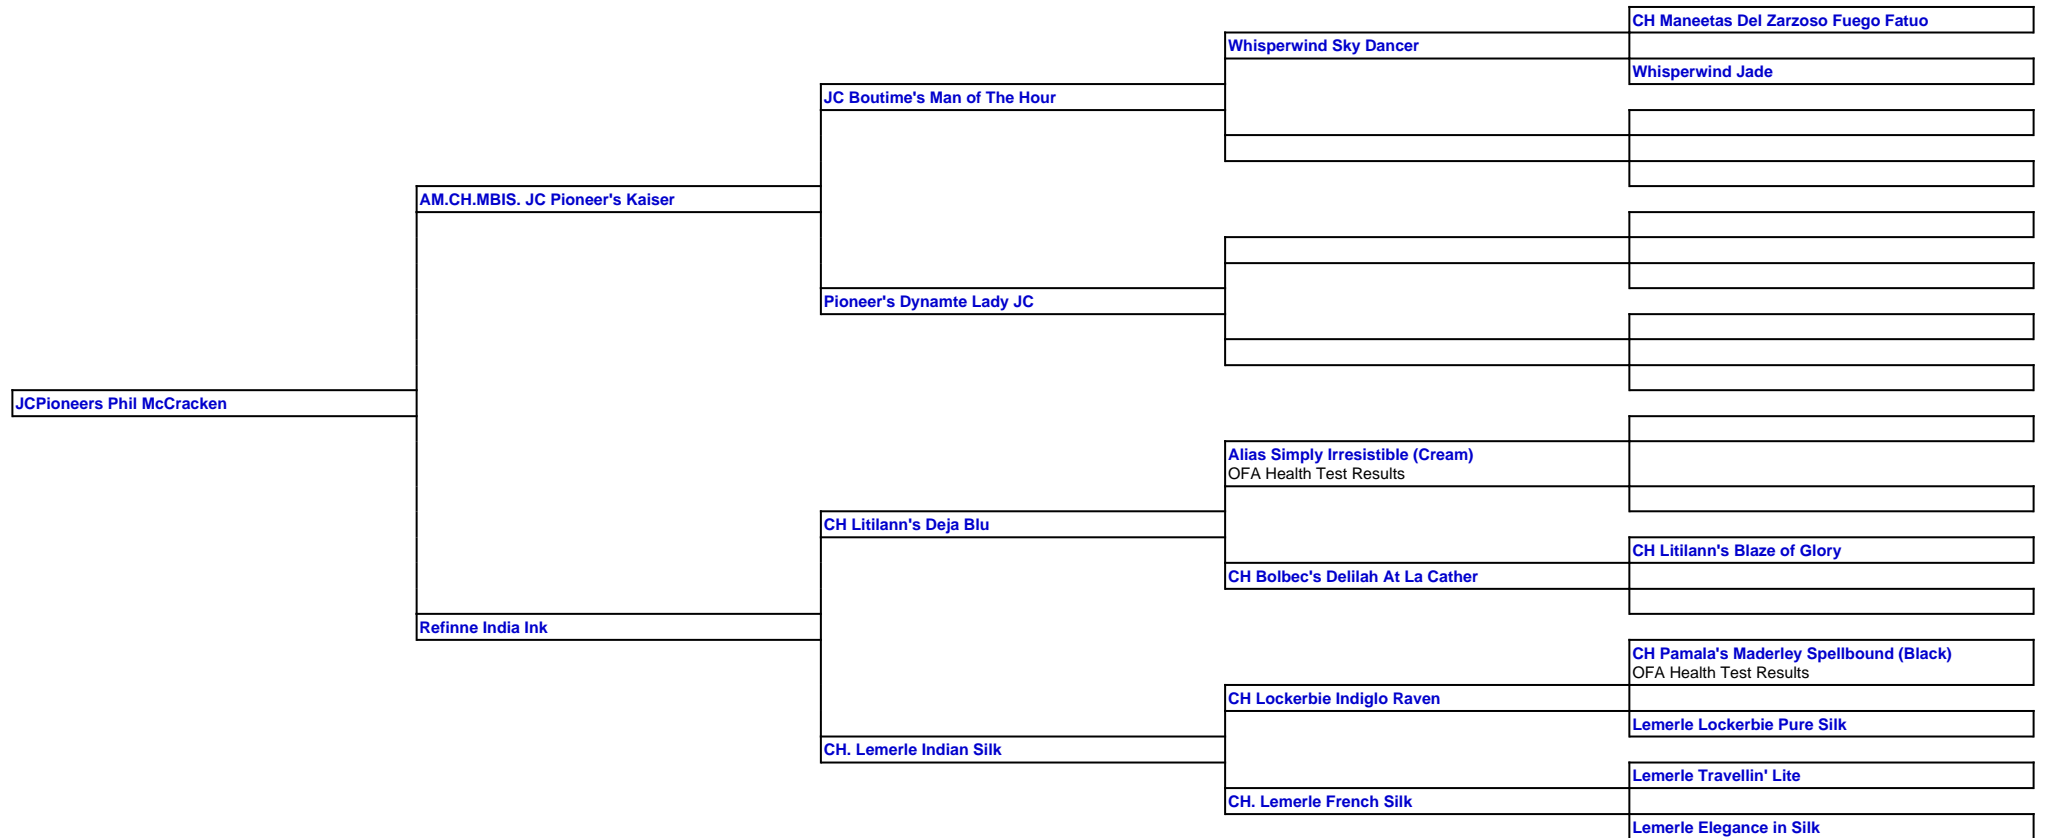 CH Maneetas Del Zarzoso Fuego Fatuo
Whisperwind Sky Dancer
Whisperwind Jade
JC Boutime's Man of The Hour
AM.CH.MBIS. JC Pioneer's Kaiser
Pioneer's Dynamte Lady JC
JCPioneers Phil McCracken
Alias Simply Irresistible (Cream)
OFA Health Test Results
CH Litilann's Deja Blu
CH Litilann's Blaze of Glory
CH Bolbec's Delilah At La Cather
Refinne India Ink
CH Pamala's Maderley Spellbound (Black)
OFA Health Test Results
CH Lockerbie Indiglo Raven
Lemerle Lockerbie Pure Silk
CH. Lemerle Indian Silk
Lemerle Travellin' Lite
CH. Lemerle French Silk
Lemerle Elegance in Silk